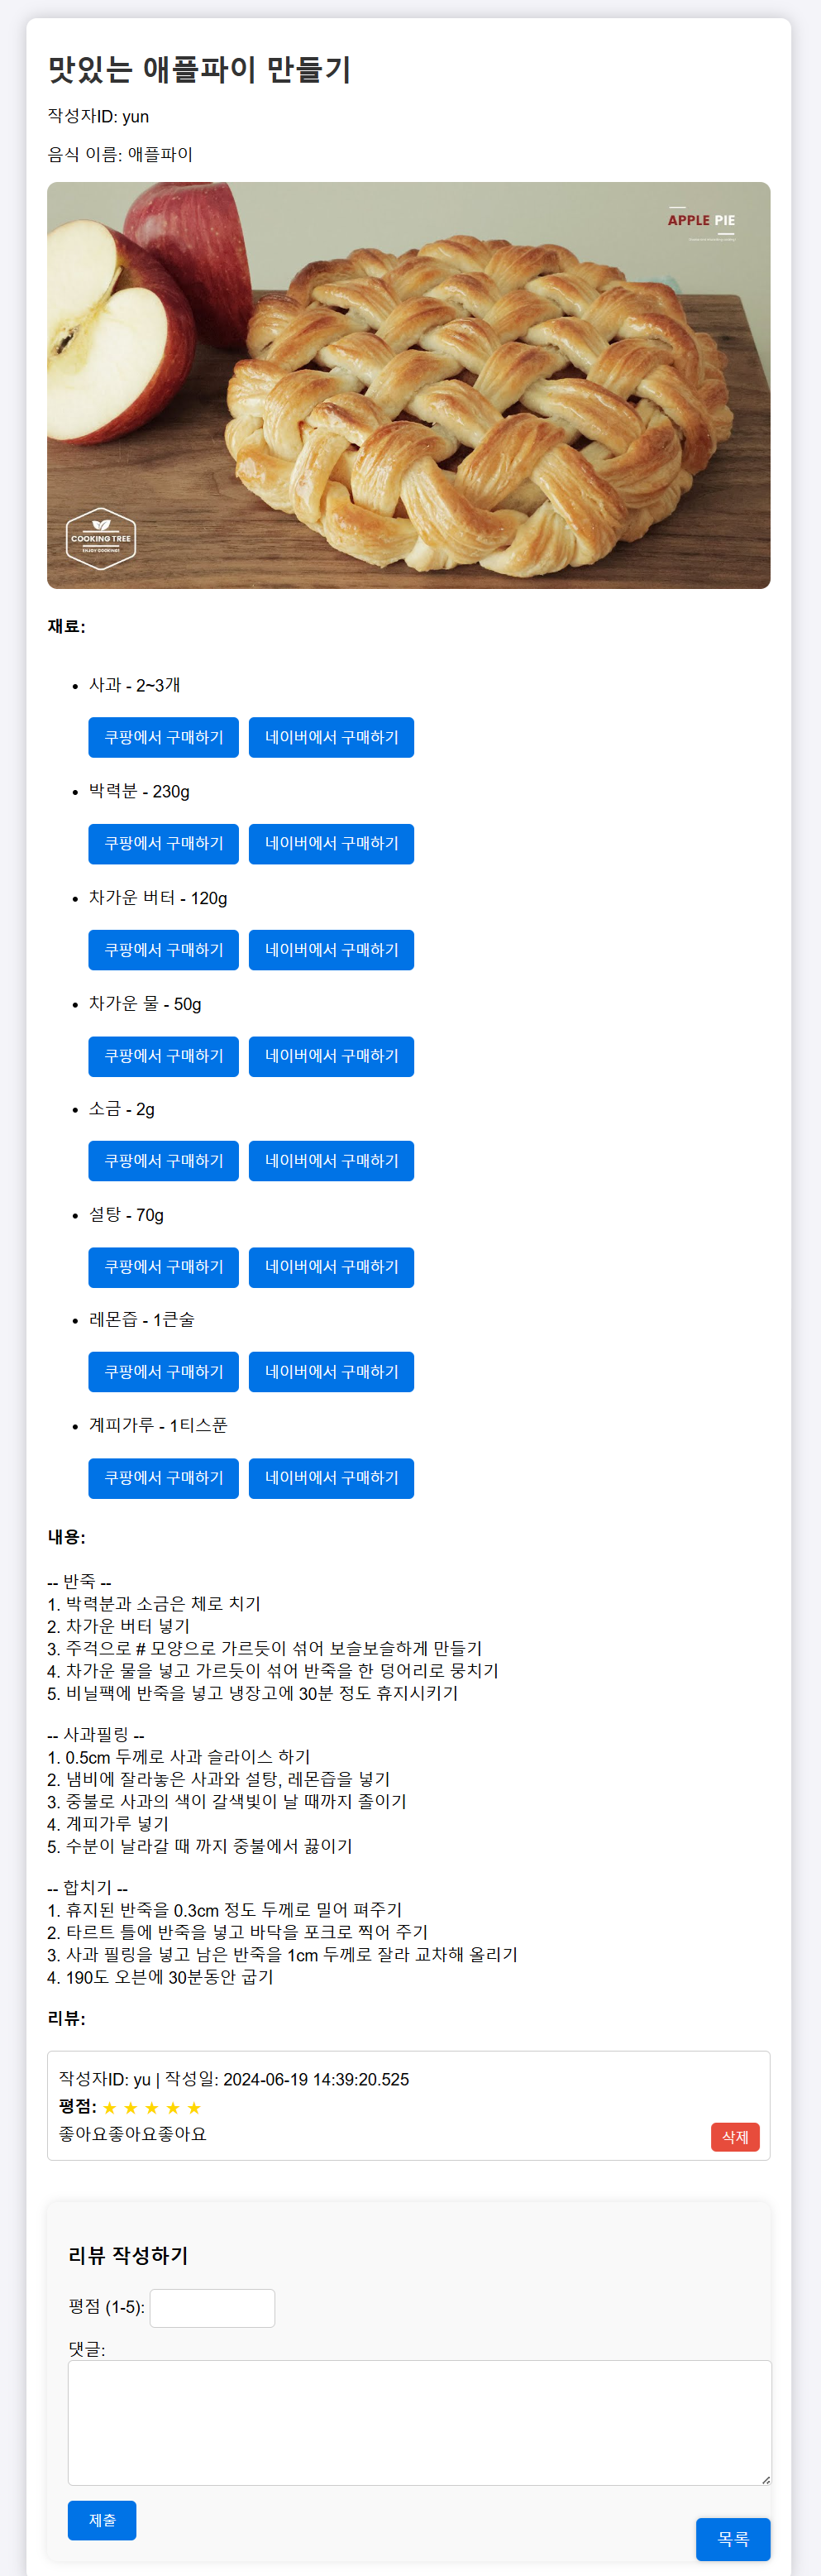 맛있는 애플파이 만들기
작성자ID: yun
음식 이름: 애플파이
APPLE PIE
COOKING TREE
ENJOY COOKING!
재료:
• 사과 - 2~3개
쿠팡에서 구매하기 네이버에서 구매하기
• 박력분 - 230g
쿠팡에서 구매하기 네이버에서 구매하기
• 차가운 버터 - 120g
쿠팡에서 구매하기 네이버에서 구매하기
• 차가운 물 - 50g
쿠팡에서 구매하기 네이버에서 구매하기
• 소금 - 2g
쿠팡에서 구매하기 네이버에서 구매하기
• 설탕 - 70g
쿠팡에서 구매하기 네이버에서 구매하기
• 레몬즙 - 1큰술
쿠팡에서 구매하기 네이버에서 구매하기
• 계피가루 - 1티스푼
쿠팡에서 구매하기 네이버에서 구매하기
내용:
-- 반죽 --
1. 박력분과 소금은 체로 치기
2. 차가운 버터 넣기
3. 주걱으로 # 모양으로 가르듯이 섞어 보슬보슬하게 만들기
4. 차가운 물을 넣고 가르듯이 섞어 반죽을 한 덩어리로 뭉치기
5. 비닐팩에 반죽을 넣고 냉장고에 30분 정도 휴지시키기
-- 사과필링 --
1. 0.5cm 두께로 사과 슬라이스 하기
2. 냄비에 잘라놓은 사과와 설탕, 레몬즙을 넣기
3. 중불로 사과의 색이 갈색빛이 날 때까지 졸이기
4. 계피가루 넣기
5. 수분이 날라갈 때 까지 중불에서 끓이기
-- 합치기 --
1. 휴지된 반죽을 0.3cm 정도 두께로 밀어 펴주기
2. 타르트 틀에 반죽을 넣고 바닥을 포크로 찍어 주기
3. 사과 필링을 넣고 남은 반죽을 1cm 두께로 잘라 교차해 올리기
4. 190도 오븐에 30분동안 굽기
리뷰:
작성자ID: yu | 작성일: 2024-06-19 14:39:20.525
평점: ★ ★ ★ ★ ★
좋아요좋아요좋아요
삭제
리뷰 작성하기
평점 (1-5):
댓글:
제출
목록